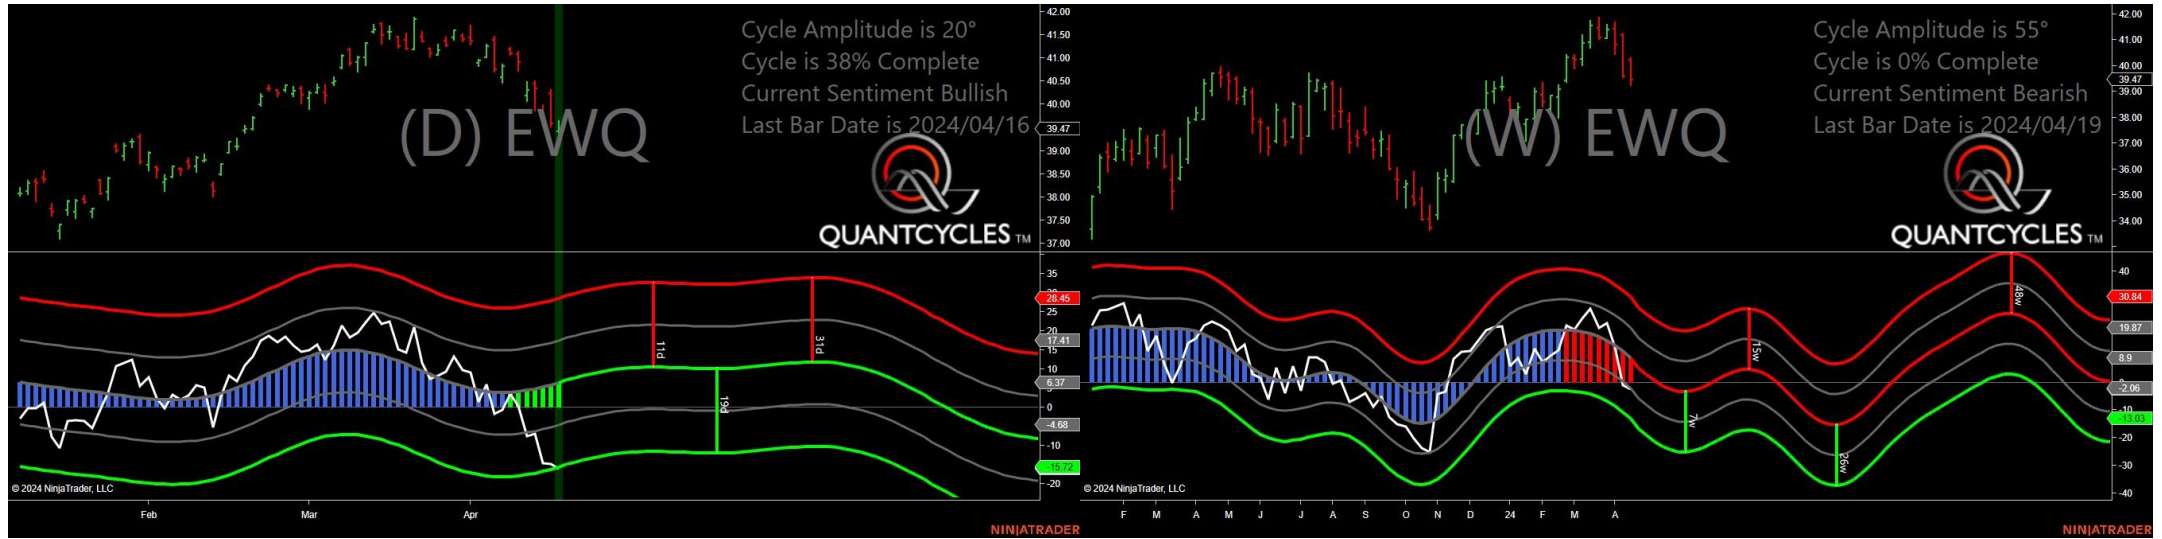 Cycle Amplitude is 20°
Cycle is 38% Complete
Current Sentiment Bullish
Last Bar Date is 2024/04/16
(D) EWQ
QUANTCYCLES TM
42.00
41.50
41.00
40.50
40.00
39.47
39.00
38.50
38.00
37.50
37.00
35
28.45
25
20
17.41
15
10
6.37
0
-4.68
-10
-15.72
-20
11d
19d
31d
© 2024 NinjaTrader, LLC
Feb Mar Apr
NINJATRADER
Cycle Amplitude is 55°
Cycle is 0% Complete
Current Sentiment Bearish
Last Bar Date is 2024/04/19
(W) EWQ
QUANTCYCLES TM
42.00
41.00
40.00
39.47
39.00
38.00
37.00
36.00
35.00
34.00
40
30.84
19.87
8.9
-2.06
-10
-13.03
-20
-30
-40
7w
15w
26w
48w
© 2024 NinjaTrader, LLC
F M A M J J A S O N D 24 F M A
NINJATRADER